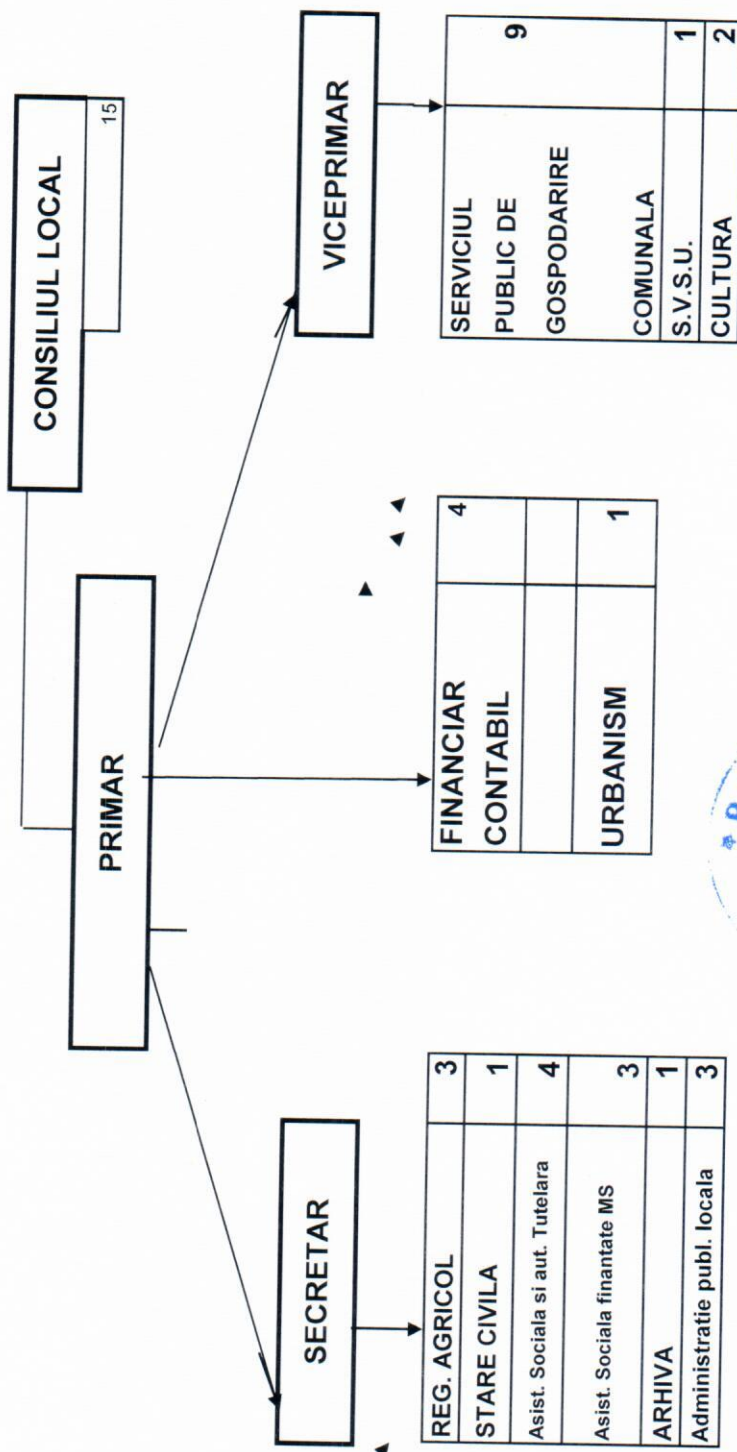 CONSILIUL LOCAL
15
PRIMAR
SECRETAR
VICEPRIMAR
REG. AGRICOL 3
STARE CIVILA 1
Asist. Sociala si aut. Tutelara 4
Asist. Sociala finantate MS 3
ARHIVA 1
Administratie publ. locala 3
FINANCIAR 4
CONTABIL
URBANISM 1
SERVICIUL
PUBLIC DE 9
GOSPODARIRE
COMUNALA
S.V.S.U. 1
CULTURA 2